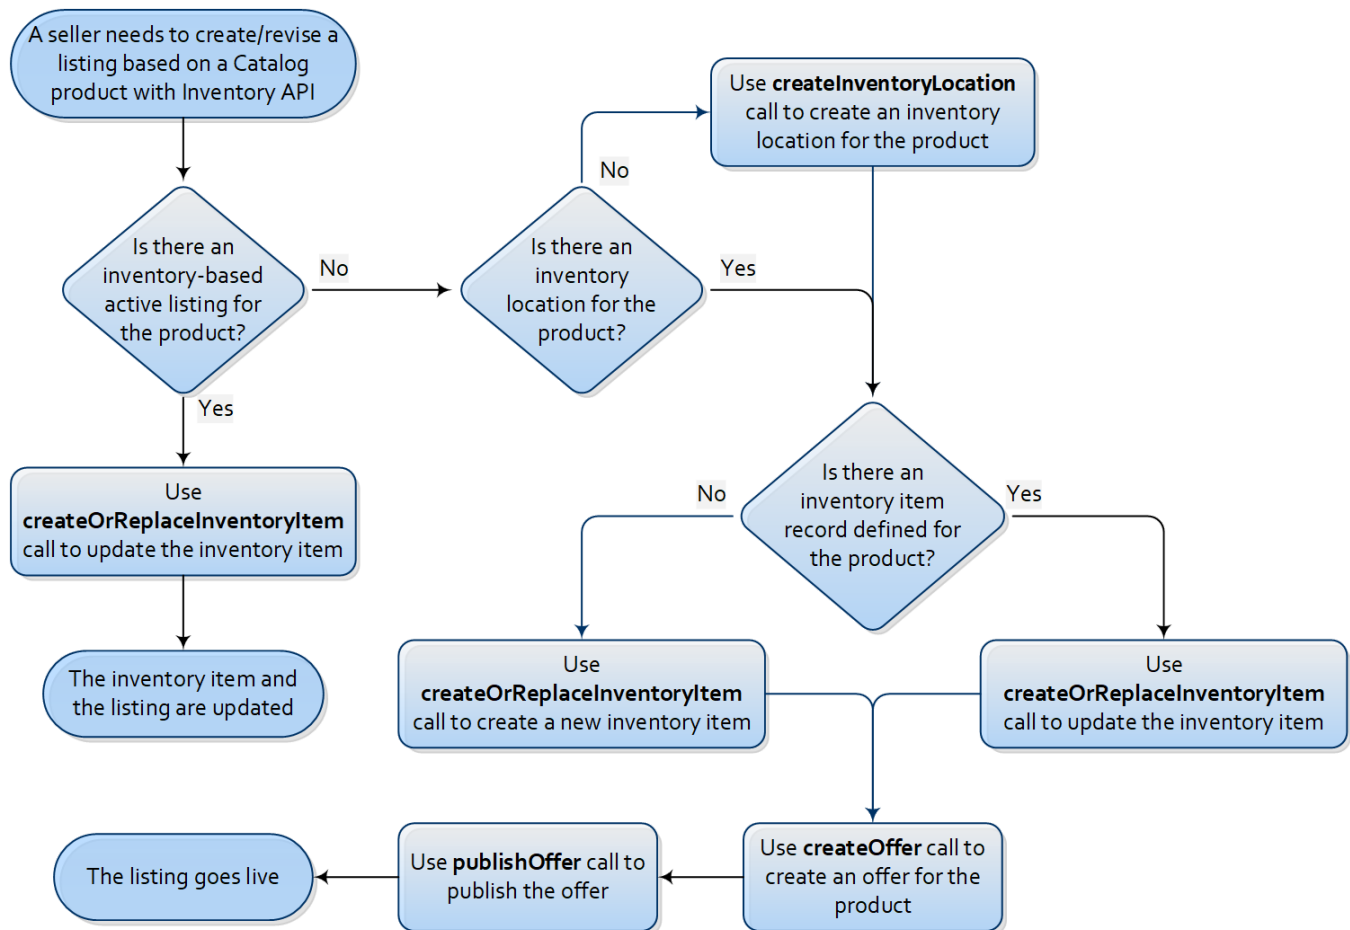 A seller needs to create/revise a
listing based on a Catalog
product with Inventory API
Use createInventoryLocation
call to create an inventory
location for the product
No
Is there an
inventory-based
active listing for
the product?
No
Is there an
inventory
location for the
product?
Yes
Yes
Use
createOrReplaceInventoryItem
call to update the inventory item
Is there an
inventory item
record defined for
the product?
No
Yes
The inventory item and
the listing are updated
Use
createOrReplaceInventoryItem
call to create a new inventory item
Use
createOrReplaceInventoryItem
call to update the inventory item
The listing goes live
Use publishOffer call to
publish the offer
Use createOffer call to
create an offer for the
product